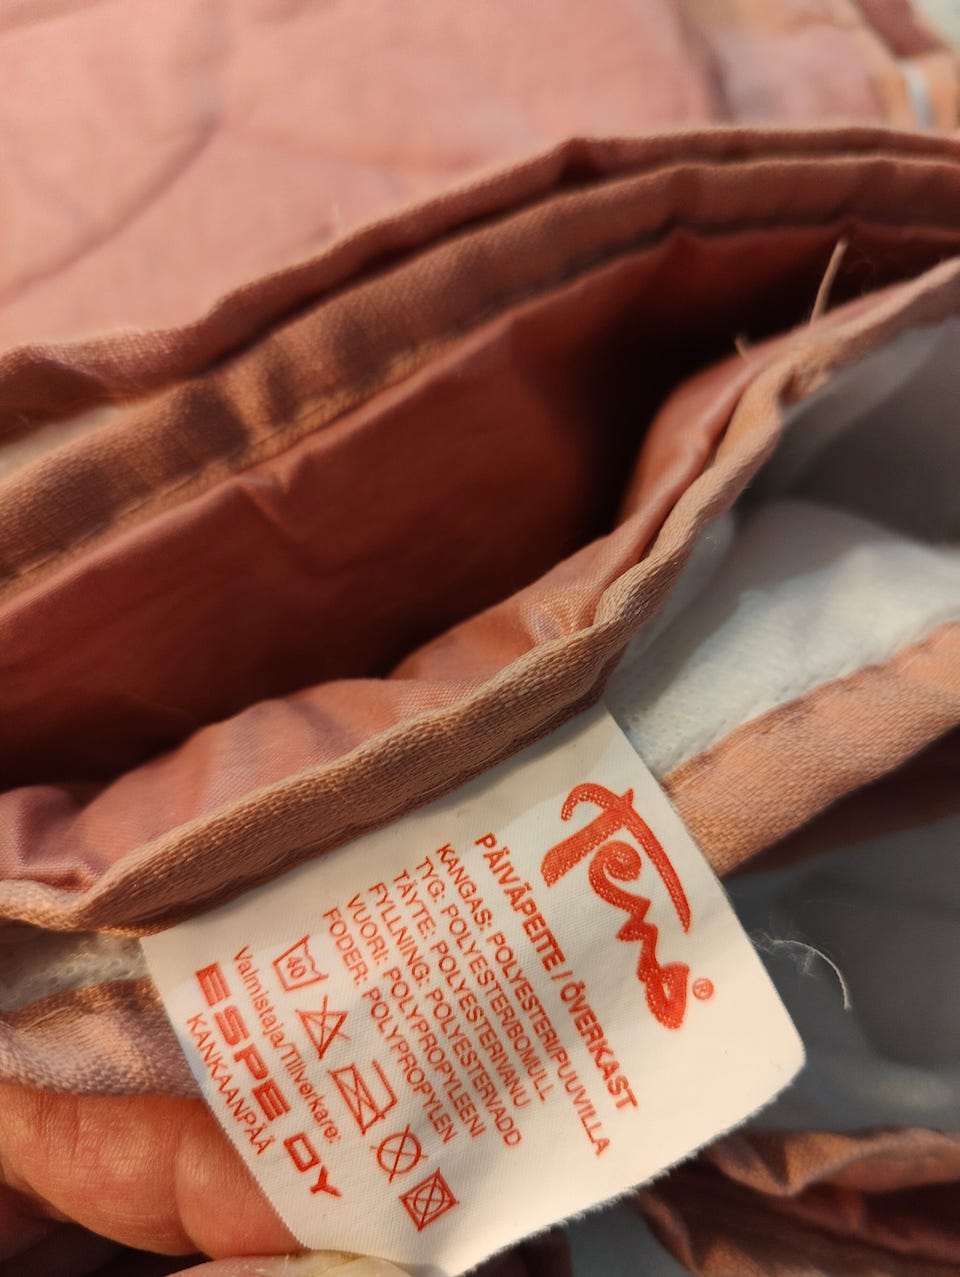 Temo®
PÄIVÄPEITE / ÖVERKAST
KANGAS: POLYESTERI/PUUVILLA
TYG: POLYESTER/BOMULL
TÄYTE: POLYESTERIVANU
FYLLNING: POLYESTERVADD
VUORI: POLYPROPYLEENI
FODER: POLYPROPYLEN
40
Valmistaja/Tillverkare:
ESPE OY
KANKAANPÄÄ